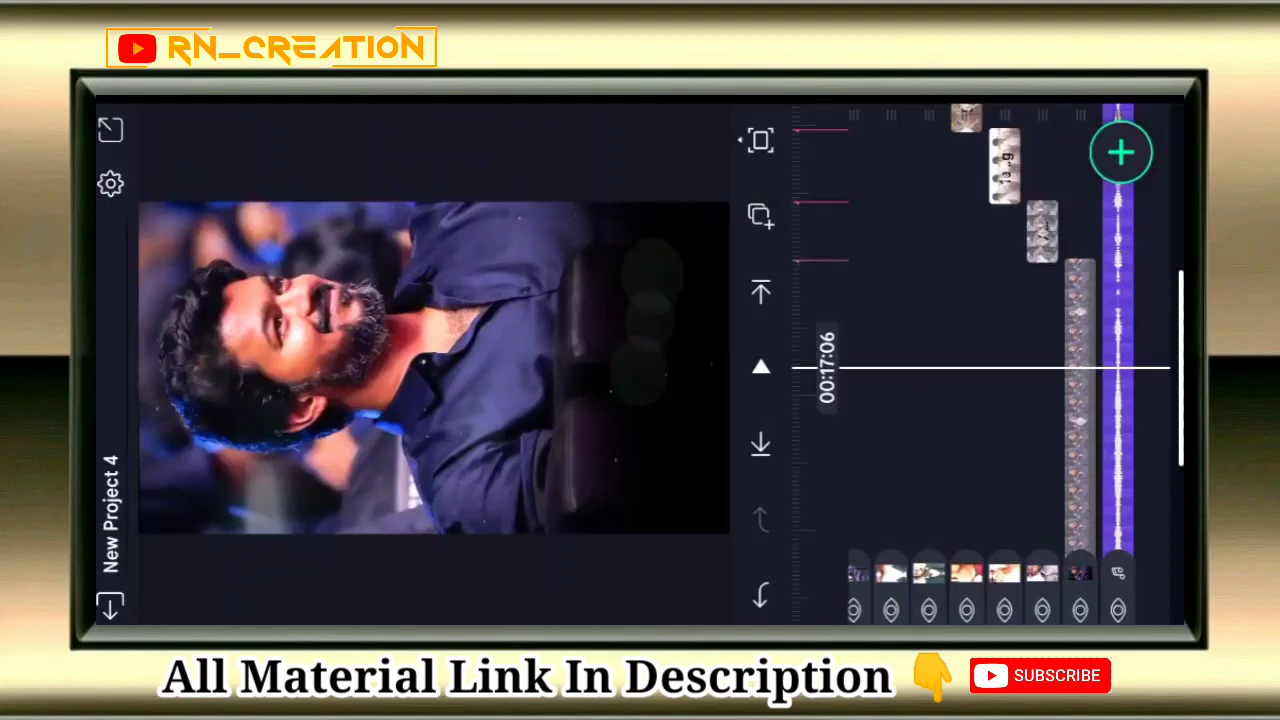 RN_CREATION
New Project 4
00:17:06
All Material Link In Description 👇
SUBSCRIBE